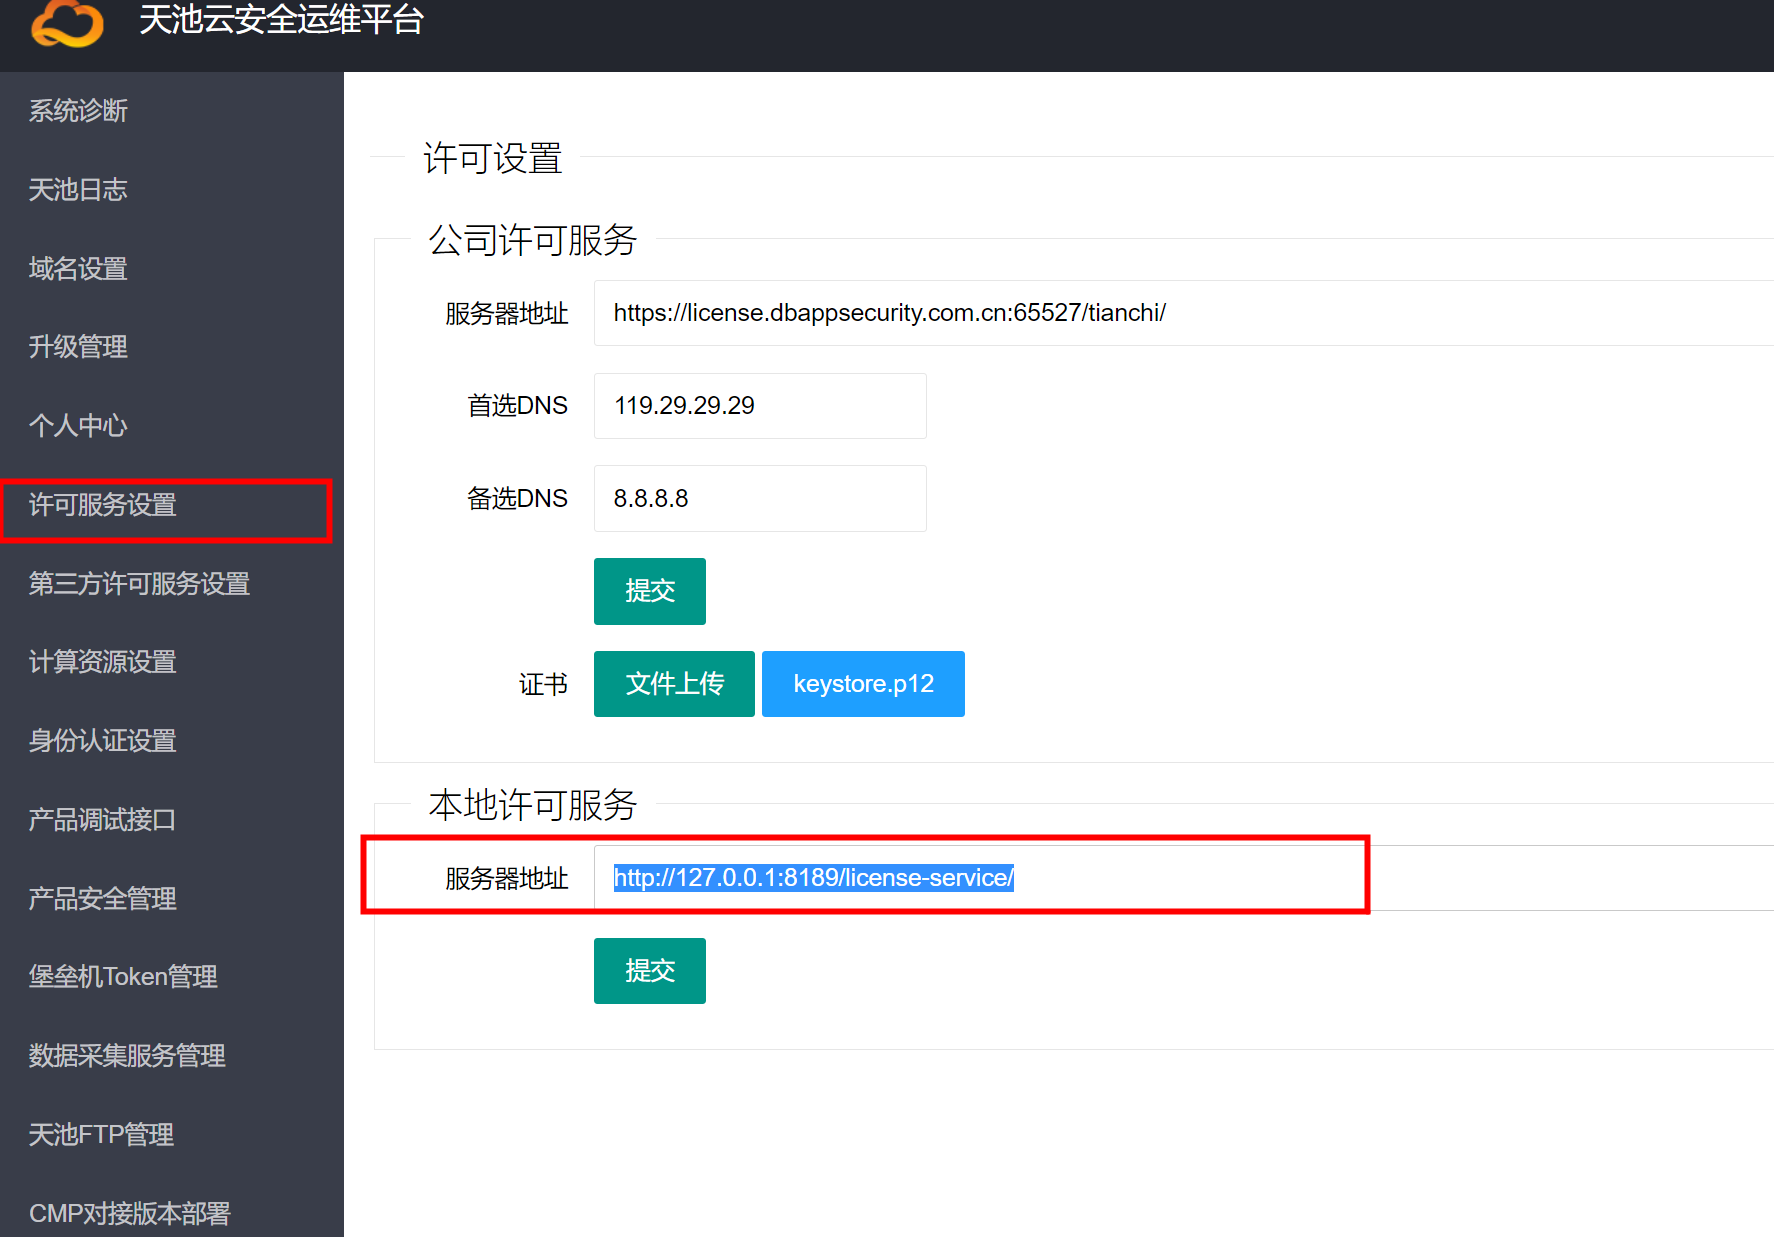 天池云安全运维平台
系统诊断
天池日志
域名设置
升级管理
个人中心
许可服务设置
第三方许可服务设置
计算资源设置
身份认证设置
产品调试接口
产品安全管理
堡垒机Token管理
数据采集服务管理
天池FTP管理
CMP对接版本部署
许可设置
公司许可服务
服务器地址 https://license.dbappsecurity.com.cn:65527/tianchi/
首选DNS 119.29.29.29
备选DNS 8.8.8.8
提交
证书 文件上传 keystore.p12
本地许可服务
服务器地址 http://127.0.0.1:8189/license-service/
提交